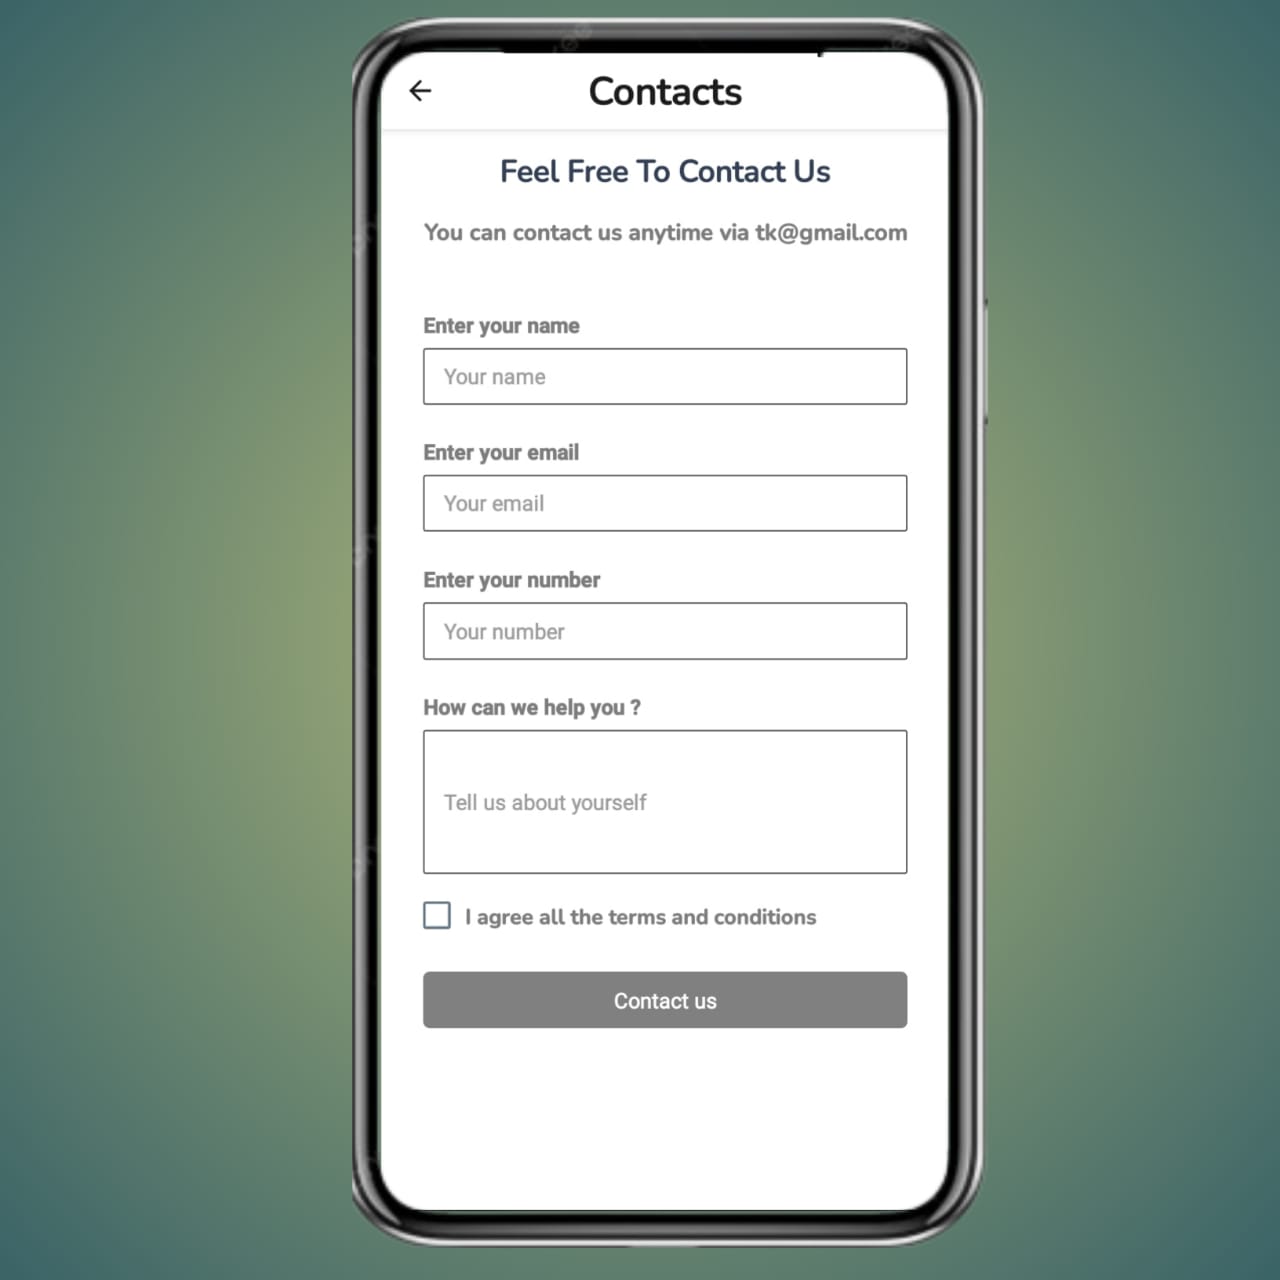 Contacts
Feel Free To Contact Us
You can contact us anytime via tk@gmail.com
Enter your name
Your name
Enter your email
Your email
Enter your number
Your number
How can we help you ?
Tell us about yourself
I agree all the terms and conditions
Contact us